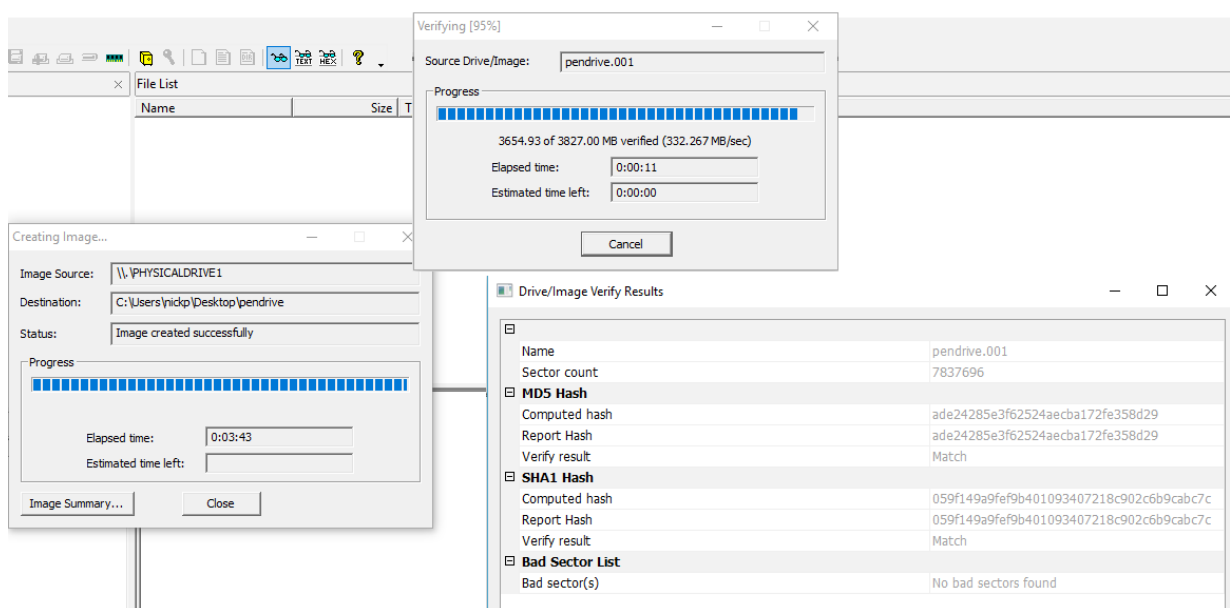 Verifying [95%]
Source Drive/Image: pendrive.001
Progress
3654.93 of 3827.00 MB verified (332.267 MB/sec)
Elapsed time: 0:00:11
Estimated time left: 0:00:00
Cancel
TEXT HEX
File List
Name Size T
Creating Image...
Image Source: \\.\PHYSICALDRIVE1
Destination: C:\Users\nickp\Desktop\pendrive
Status: Image created successfully
Progress
Elapsed time: 0:03:43
Estimated time left:
Image Summary... Close
Drive/Image Verify Results
Name pendrive.001
Sector count 7837696
MD5 Hash
Computed hash ade24285e3f62524aecba172fe358d29
Report Hash ade24285e3f62524aecba172fe358d29
Verify result Match
SHA1 Hash
Computed hash 059f149a9fef9b401093407218c902c6b9cabc7c
Report Hash 059f149a9fef9b401093407218c902c6b9cabc7c
Verify result Match
Bad Sector List
Bad sector(s) No bad sectors found